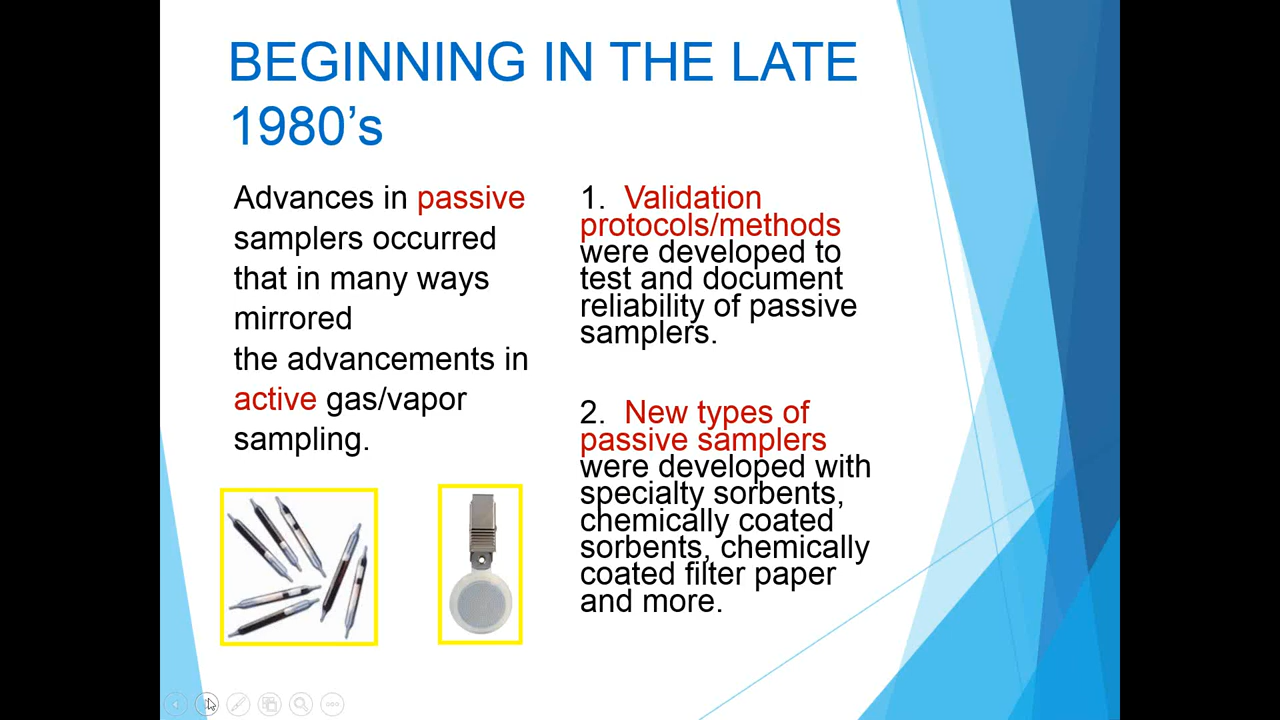 BEGINNING IN THE LATE
1980’s
Advances in passive
samplers occurred
that in many ways
mirrored
the advancements in
active gas/vapor
sampling.
1. Validation
protocols/methods
were developed to
test and document
reliability of passive
samplers.
2. New types of
passive samplers
were developed with
specialty sorbents,
chemically coated
sorbents, chemically
coated filter paper
and more.